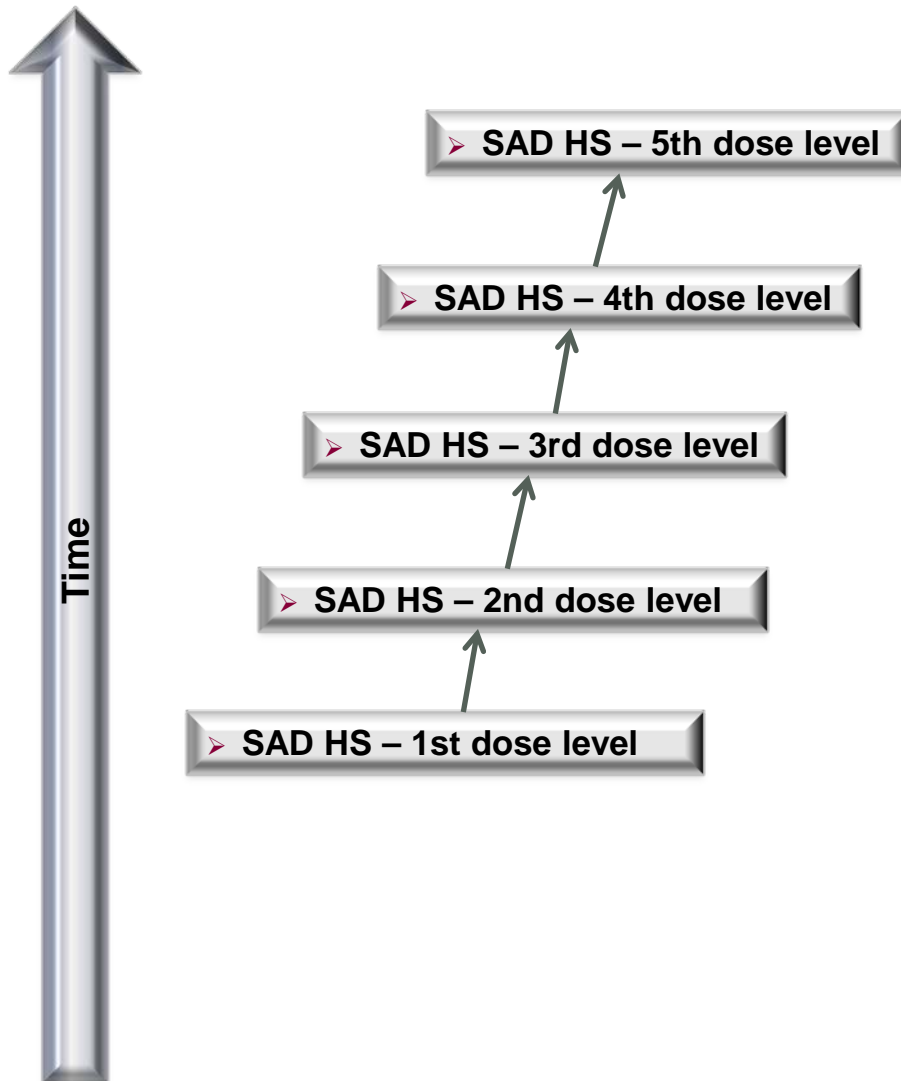 ➢ SAD HS – 5th dose level
➢ SAD HS – 4th dose level
➢ SAD HS – 3rd dose level
Time
➢ SAD HS – 2nd dose level
➢ SAD HS – 1st dose level